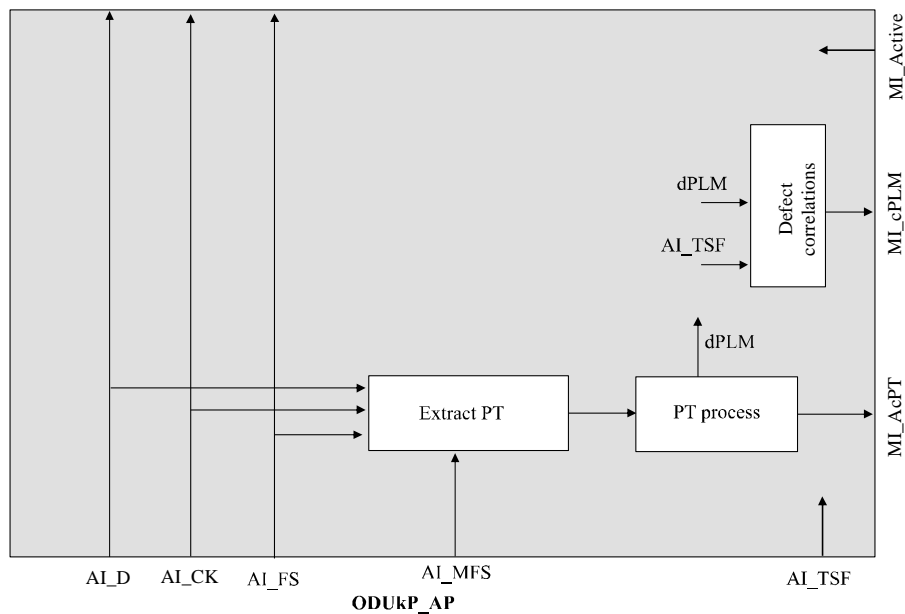 MI_Active
dPLM
AI_TSF
Defect
correlations
MI_cPLM
dPLM
Extract PT
PT process
MI_AcPT
AI_D
AI_CK
AI_FS
AI_MFS
AI_TSF
ODUkP_AP